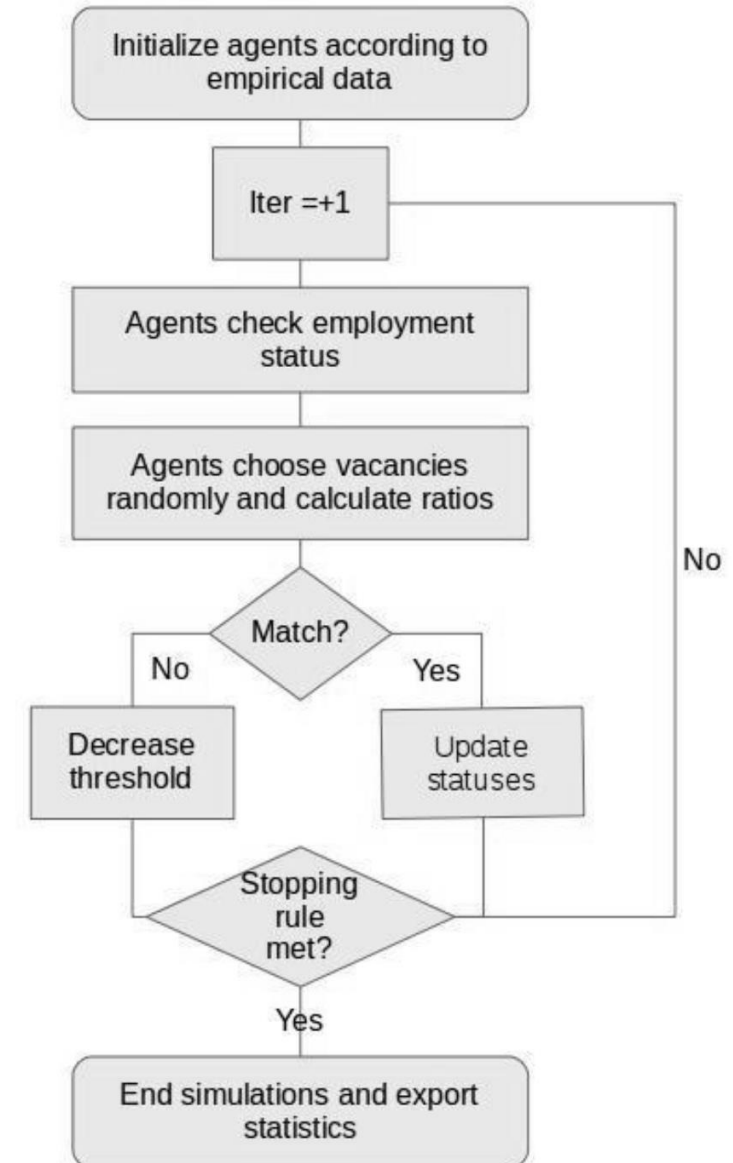 Initialize agents according to
empirical data
Iter =+1
Agents check employment
status
Agents choose vacancies
randomly and calculate ratios
No
Match?
No
Yes
Decrease
threshold
Update
statuses
Stopping
rule
met?
Yes
End simulations and export
statistics